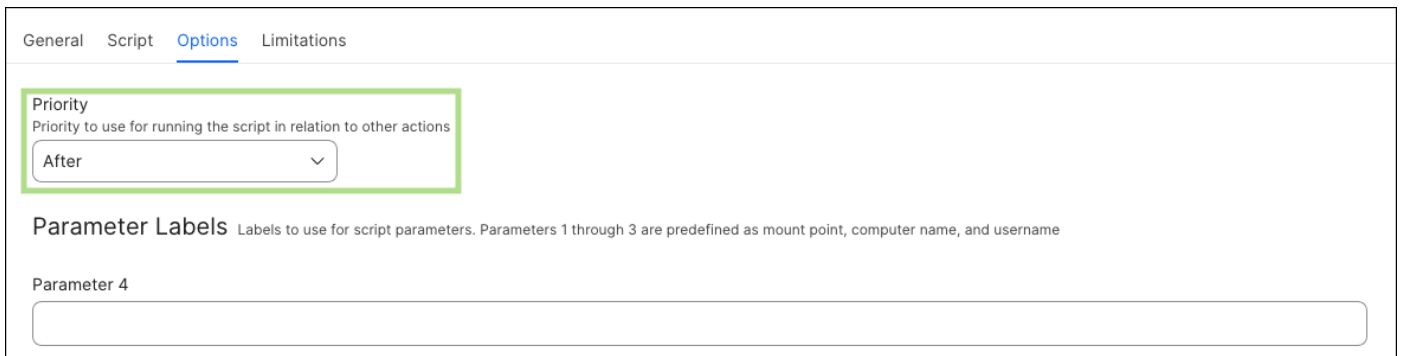 General Script Options Limitations
Priority
Priority to use for running the script in relation to other actions
After
Parameter Labels Labels to use for script parameters. Parameters 1 through 3 are predefined as mount point, computer name, and username
Parameter 4